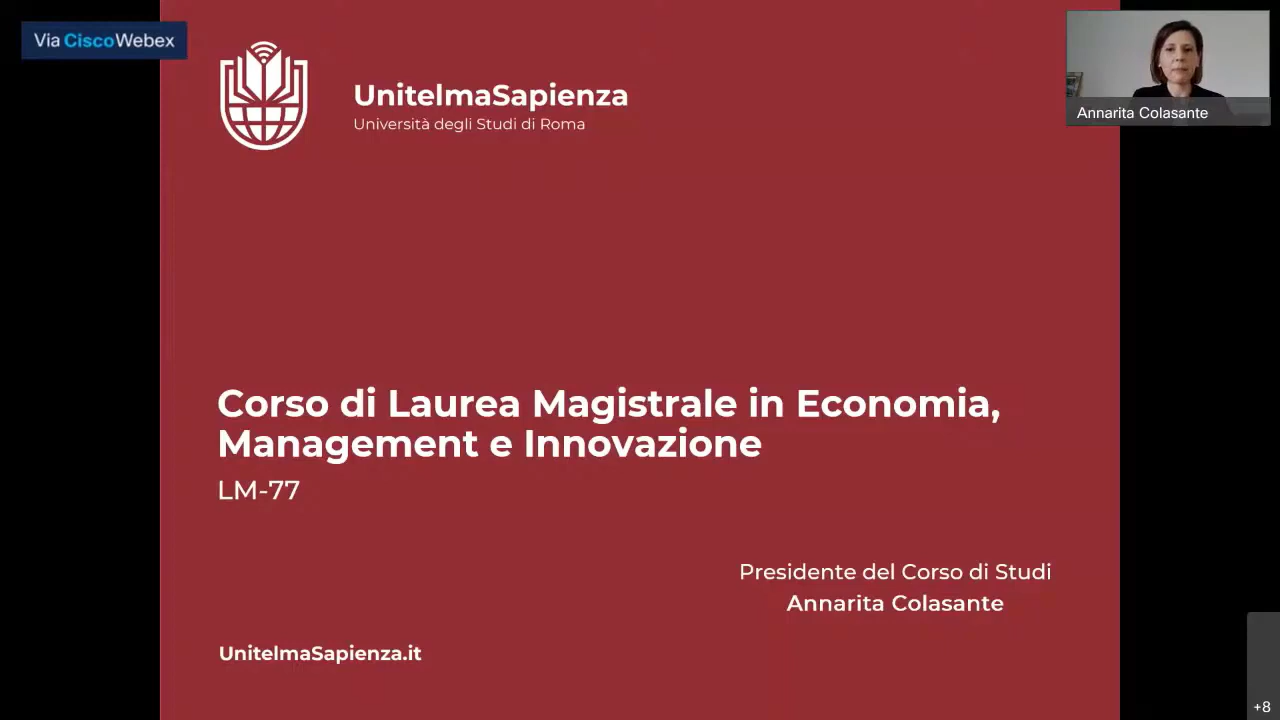 Via CiscoWebex
UnitelmaSapienza
Università degli Studi di Roma
Annarita Colasante
Corso di Laurea Magistrale in Economia,
Management e Innovazione
LM-77
Presidente del Corso di Studi
Annarita Colasante
UnitelmaSapienza.it
+8